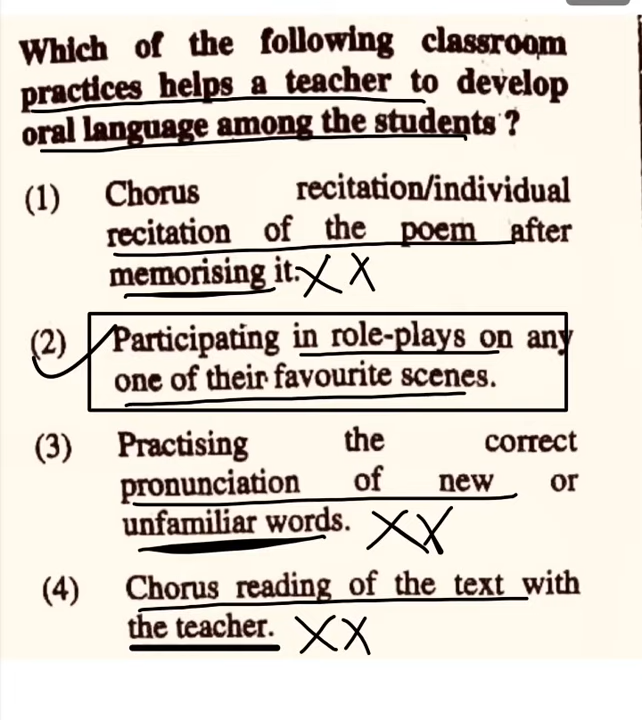 Which of the following classroom
practices helps a teacher to develop
oral language among the students ?
(1) Chorus recitation/individual
recitation of the poem after
memorising it.
(2) Participating in role-plays on any
one of their favourite scenes.
(3) Practising the correct
pronunciation of new or
unfamiliar words.
(4) Chorus reading of the text with
the teacher.